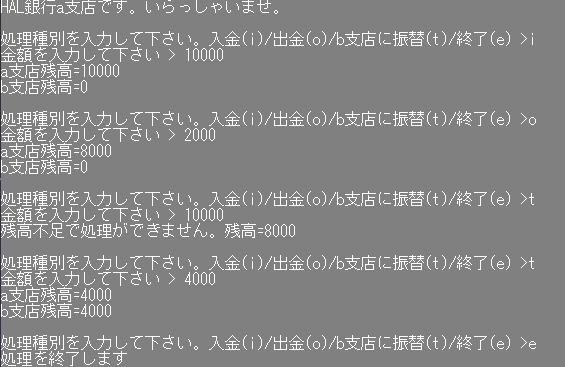 HAL銀行a支店です。いらっしゃいませ。
処理種別を入力して下さい。入金(i)/出金(o)/b支店に振替(t)/終了(e) >i
金額を入力して下さい > 10000
a支店残高=10000
b支店残高=0
処理種別を入力して下さい。入金(i)/出金(o)/b支店に振替(t)/終了(e) >o
金額を入力して下さい > 2000
a支店残高=8000
b支店残高=0
処理種別を入力して下さい。入金(i)/出金(o)/b支店に振替(t)/終了(e) >t
金額を入力して下さい > 10000
残高不足で処理ができません。残高=8000
処理種別を入力して下さい。入金(i)/出金(o)/b支店に振替(t)/終了(e) >t
金額を入力して下さい > 4000
a支店残高=4000
b支店残高=4000
処理種別を入力して下さい。入金(i)/出金(o)/b支店に振替(t)/終了(e) >e
処理を終了します